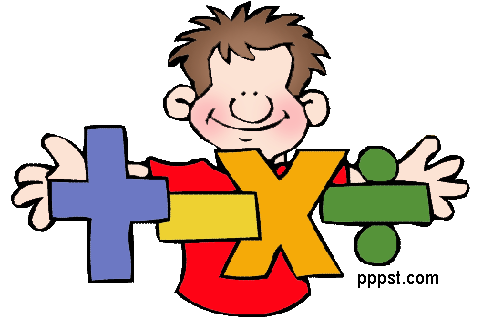 + − X ÷
pppst.com